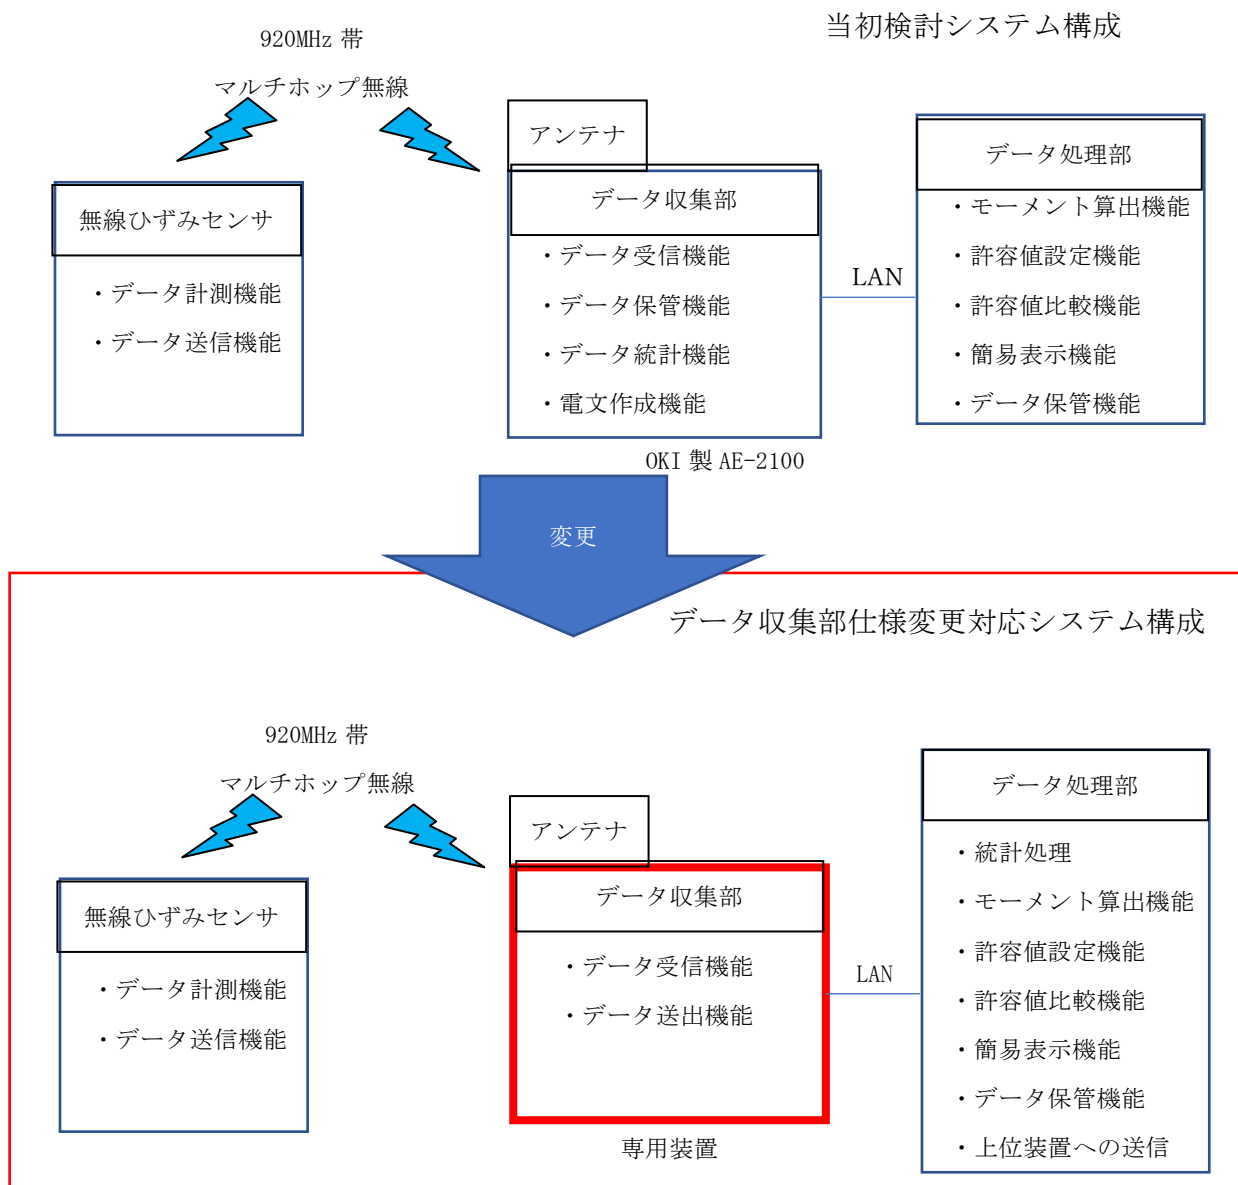 当初検討システム構成
920MHz 帯
マルチホップ無線
アンテナ
データ収集部
データ処理部
無線ひずみセンサ
・データ計測機能
・データ送信機能
・データ受信機能
・データ保管機能
・データ統計機能
・電文作成機能
LAN
・モーメント算出機能
・許容値設定機能
・許容値比較機能
・簡易表示機能
・データ保管機能
OKI 製 AE-2100
変更
データ収集部仕様変更対応システム構成
920MHz 帯
マルチホップ無線
アンテナ
データ収集部
データ処理部
無線ひずみセンサ
・データ計測機能
・データ送信機能
・データ受信機能
・データ送出機能
LAN
・統計処理
・モーメント算出機能
・許容値設定機能
・許容値比較機能
・簡易表示機能
・データ保管機能
・上位装置への送信
専用装置